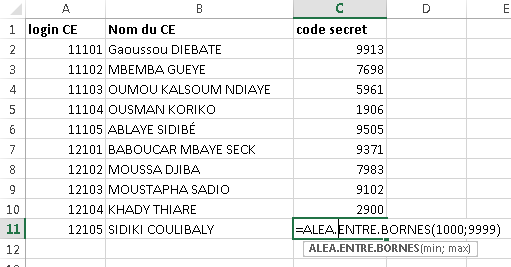 A B C D E
1 login CE Nom du CE code secret
2 11101 Gaoussou DIEBATE 9913
3 11102 MBEMBA GUEYE 7698
4 11103 OUMOU KALSOUM NDIAYE 5961
5 11104 OUSMAN KORIKO 1906
6 11105 ABLAYE SIDIBÉ 9505
7 12101 BABOUCAR MBAYE SECK 9371
8 12102 MOUSSA DJIBA 7983
9 12103 MOUSTAPHA SADIO 9102
10 12104 KHADY THIARE 2900
11 12105 SIDIKI COULIBALY =ALEA.ENTRE.BORNES(1000;9999)
12 ALEA.ENTRE.BORNES(min; max)